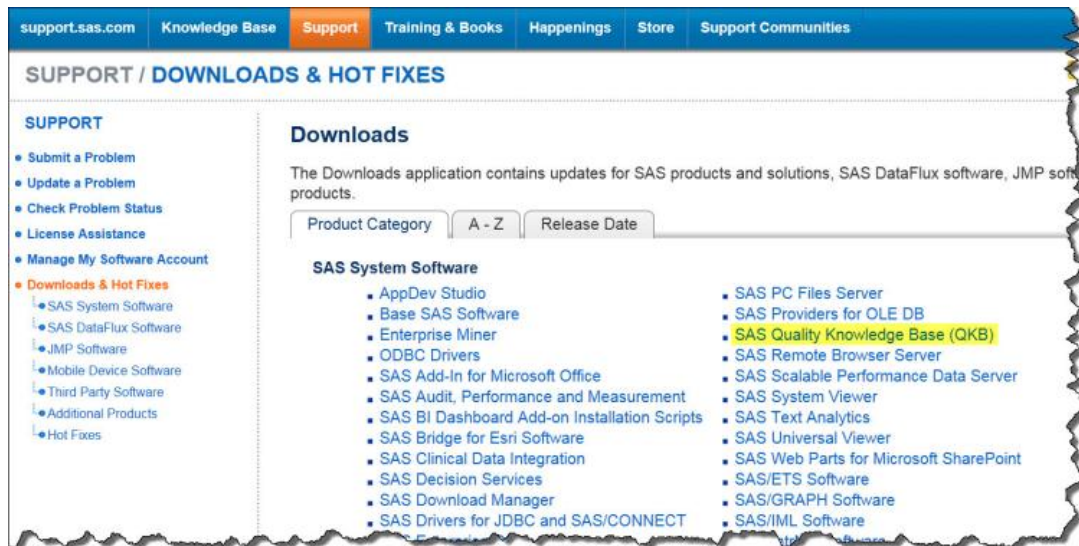 support.sas.com Knowledge Base Support Training & Books Happenings Store Support Communities
SUPPORT / DOWNLOADS & HOT FIXES
SUPPORT
Submit a Problem
Update a Problem
Check Problem Status
License Assistance
Manage My Software Account
Downloads & Hot Fixes
SAS System Software
SAS DataFlux Software
JMP Software
Mobile Device Software
Third Party Software
Additional Products
Hot Fixes
Downloads
The Downloads application contains updates for SAS products and solutions, SAS DataFlux software, JMP
products.
Product Category A - Z Release Date
SAS System Software
AppDev Studio
Base SAS Software
Enterprise Miner
ODBC Drivers
SAS Add-In for Microsoft Office
SAS Audit, Performance and Measurement
SAS BI Dashboard Add-on Installation Scripts
SAS Bridge for Esri Software
SAS Clinical Data Integration
SAS Decision Services
SAS Download Manager
SAS Drivers for JDBC and SAS/CONNECT
SAS PC Files Server
SAS Providers for OLE DB
SAS Quality Knowledge Base (QKB)
SAS Remote Browser Server
SAS Scalable Performance Data Server
SAS System Viewer
SAS Text Analytics
SAS Universal Viewer
SAS Web Parts for Microsoft SharePoint
SAS/ETS Software
SAS/GRAPH Software
SAS/IML Software